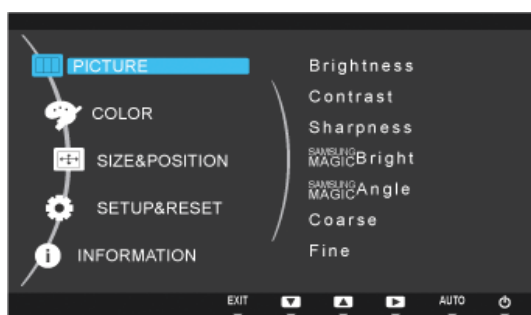 PICTURE
COLOR
SIZE&POSITION
SETUP&RESET
INFORMATION
Brightness
Contrast
Sharpness
SAMSUNG MAGIC Bright
SAMSUNG MAGIC Angle
Coarse
Fine
EXIT AUTO